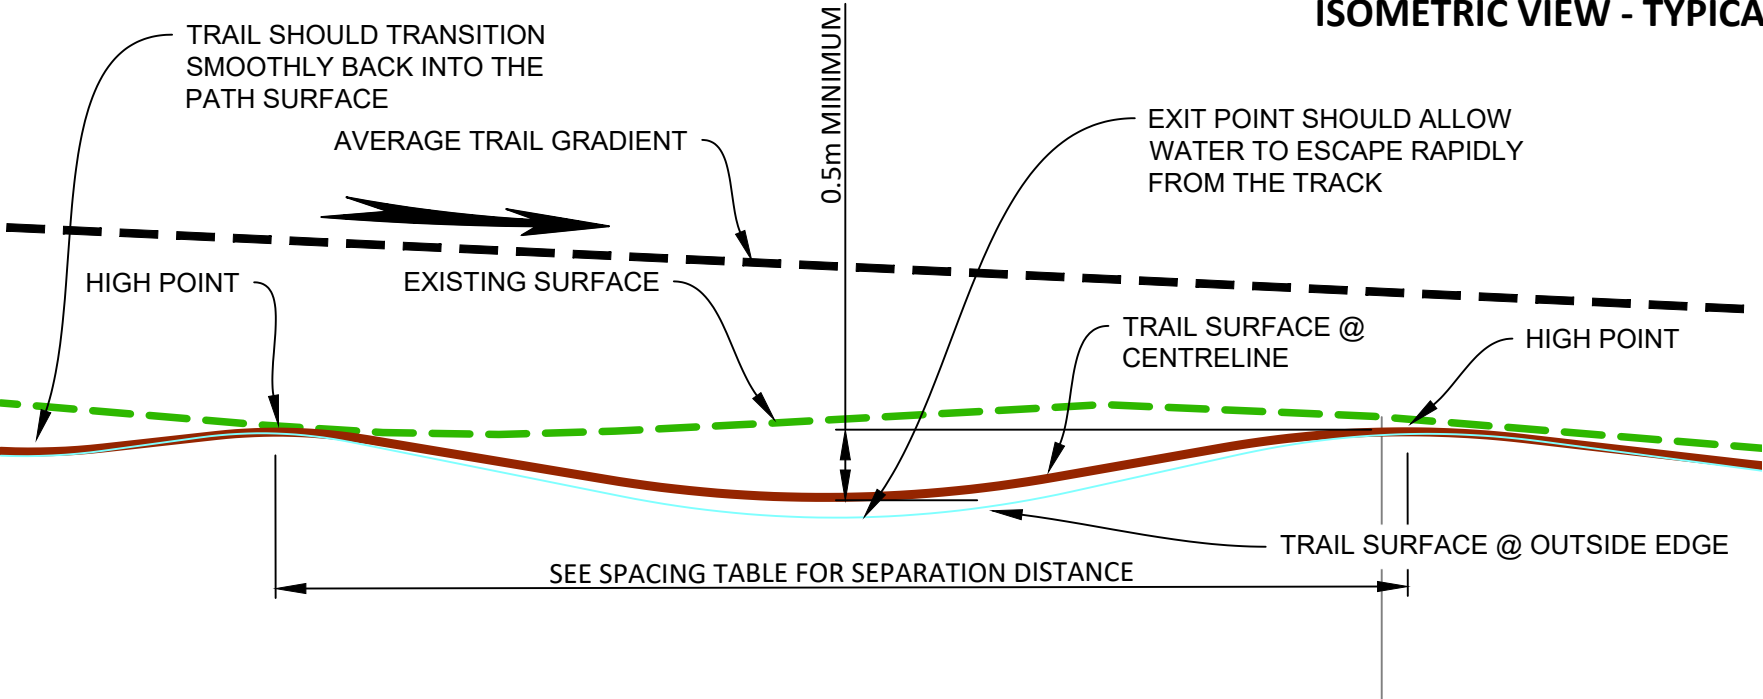 ISOMETRIC VIEW - TYPICA
TRAIL SHOULD TRANSITION
SMOOTHLY BACK INTO THE
PATH SURFACE
AVERAGE TRAIL GRADIENT
0.5m MINIMUM
EXIT POINT SHOULD ALLOW
WATER TO ESCAPE RAPIDLY
FROM THE TRACK
HIGH POINT
EXISTING SURFACE
TRAIL SURFACE @
CENTRELINE
HIGH POINT
TRAIL SURFACE @ OUTSIDE EDGE
SEE SPACING TABLE FOR SEPARATION DISTANCE